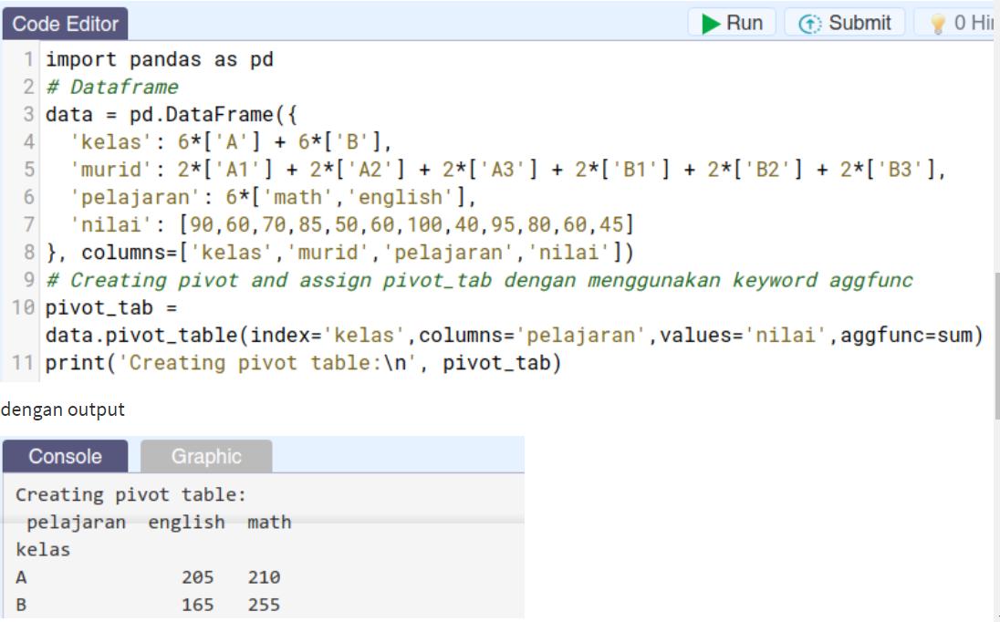 Code Editor Run Submit 0 Hi
1 import pandas as pd
2 # Dataframe
3 data = pd.DataFrame({
4   'kelas': 6*['A'] + 6*['B'],
5   'murid': 2*['A1'] + 2*['A2'] + 2*['A3'] + 2*['B1'] + 2*['B2'] + 2*['B3'],
6   'pelajaran': 6*['math','english'],
7   'nilai': [90,60,70,85,50,60,100,40,95,80,60,45]
8 }, columns=['kelas','murid','pelajaran','nilai'])
9 # Creating pivot and assign pivot_tab dengan menggunakan keyword aggfunc
10 pivot_tab =
data.pivot_table(index='kelas',columns='pelajaran',values='nilai',aggfunc=sum)
11 print('Creating pivot table:\n', pivot_tab)
dengan output
Console Graphic
Creating pivot table:
 pelajaran  english  math
kelas
A              205   210
B              165   255